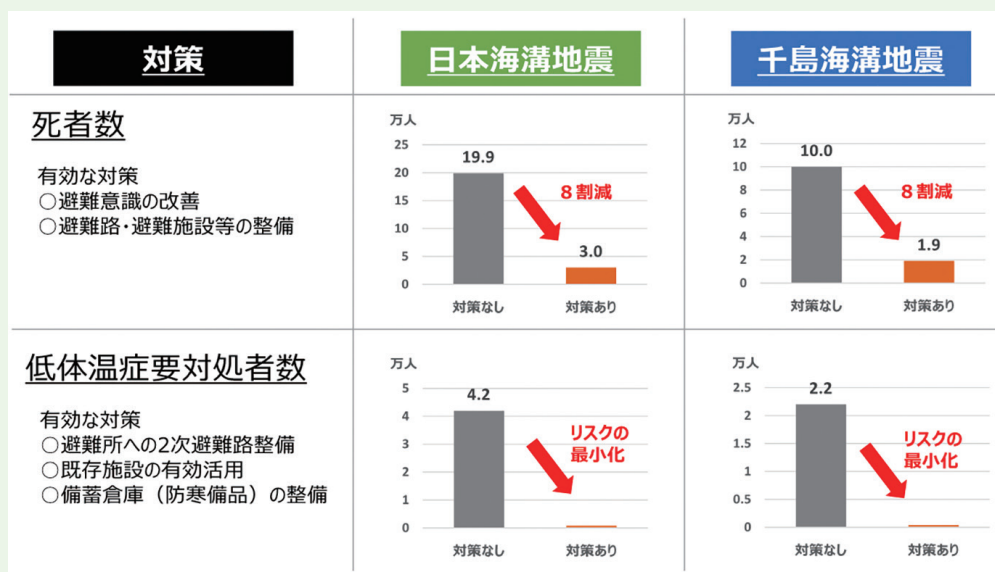 対策
日本海溝地震
千島海溝地震
死者数
有効な対策
○避難意識の改善
○避難路・避難施設等の整備
万人
25
20
15
10
5
0
19.9
8割減
3.0
対策なし
対策あり
万人
12
10
8
6
4
2
0
10.0
8割減
1.9
対策なし
対策あり
低体温症要対処者数
有効な対策
○避難所への2次避難路整備
○既存施設の有効活用
○備蓄倉庫（防寒備品）の整備
万人
5
4
3
2
1
0
4.2
リスクの
最小化
対策なし
対策あり
万人
2.5
2
1.5
1
0.5
0
2.2
リスクの
最小化
対策なし
対策あり